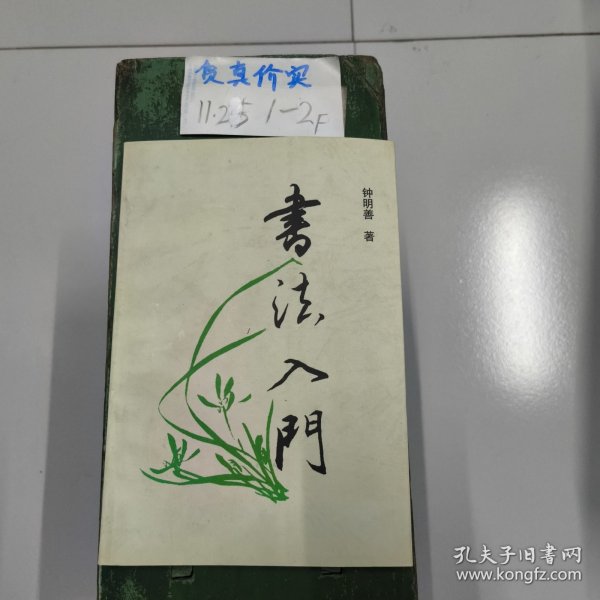 货真价实
11.25 1-2F
钟明善 著
書法入門
孔夫子旧書网
www.kongfz.com